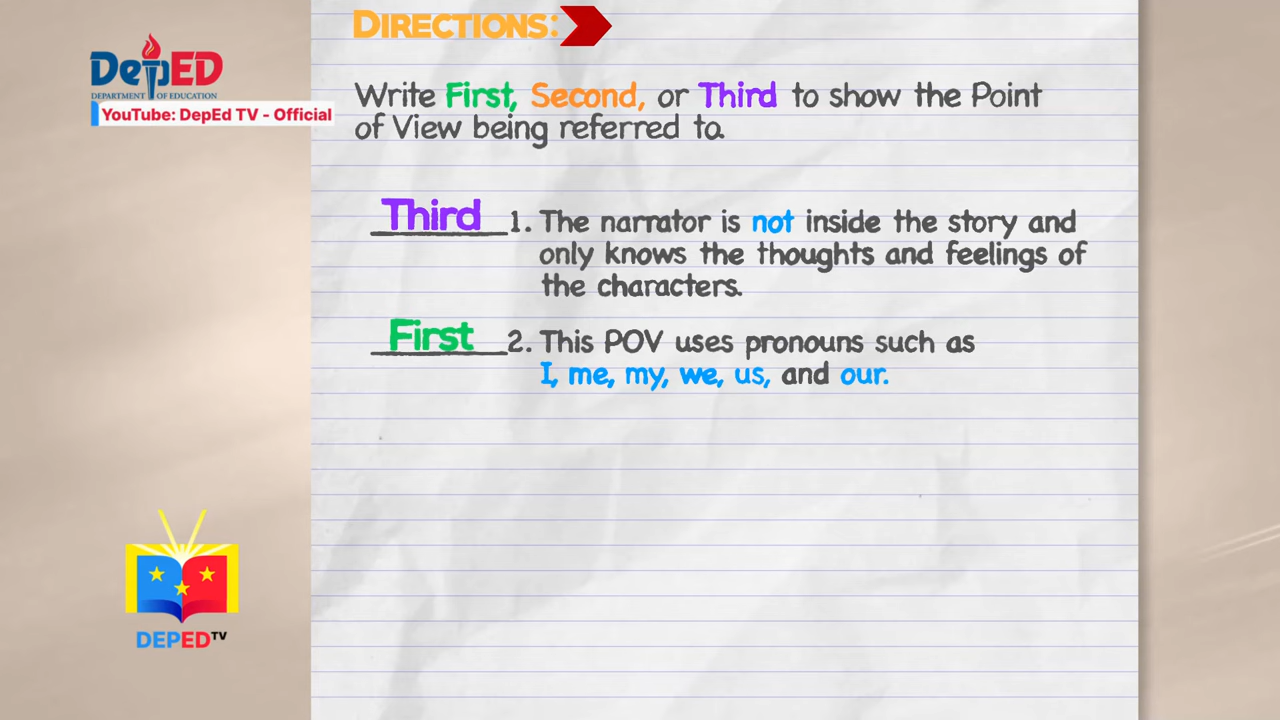 DIRECTIONS:
DepED
DEPARTMENT OF EDUCATION
YouTube: DepEd TV - Official
Write First, Second, or Third to show the Point
of View being referred to.
Third 1. The narrator is not inside the story and
only knows the thoughts and feelings of
the characters.
First 2. This POV uses pronouns such as
I, me, my, we, us, and our.
DEPED TV